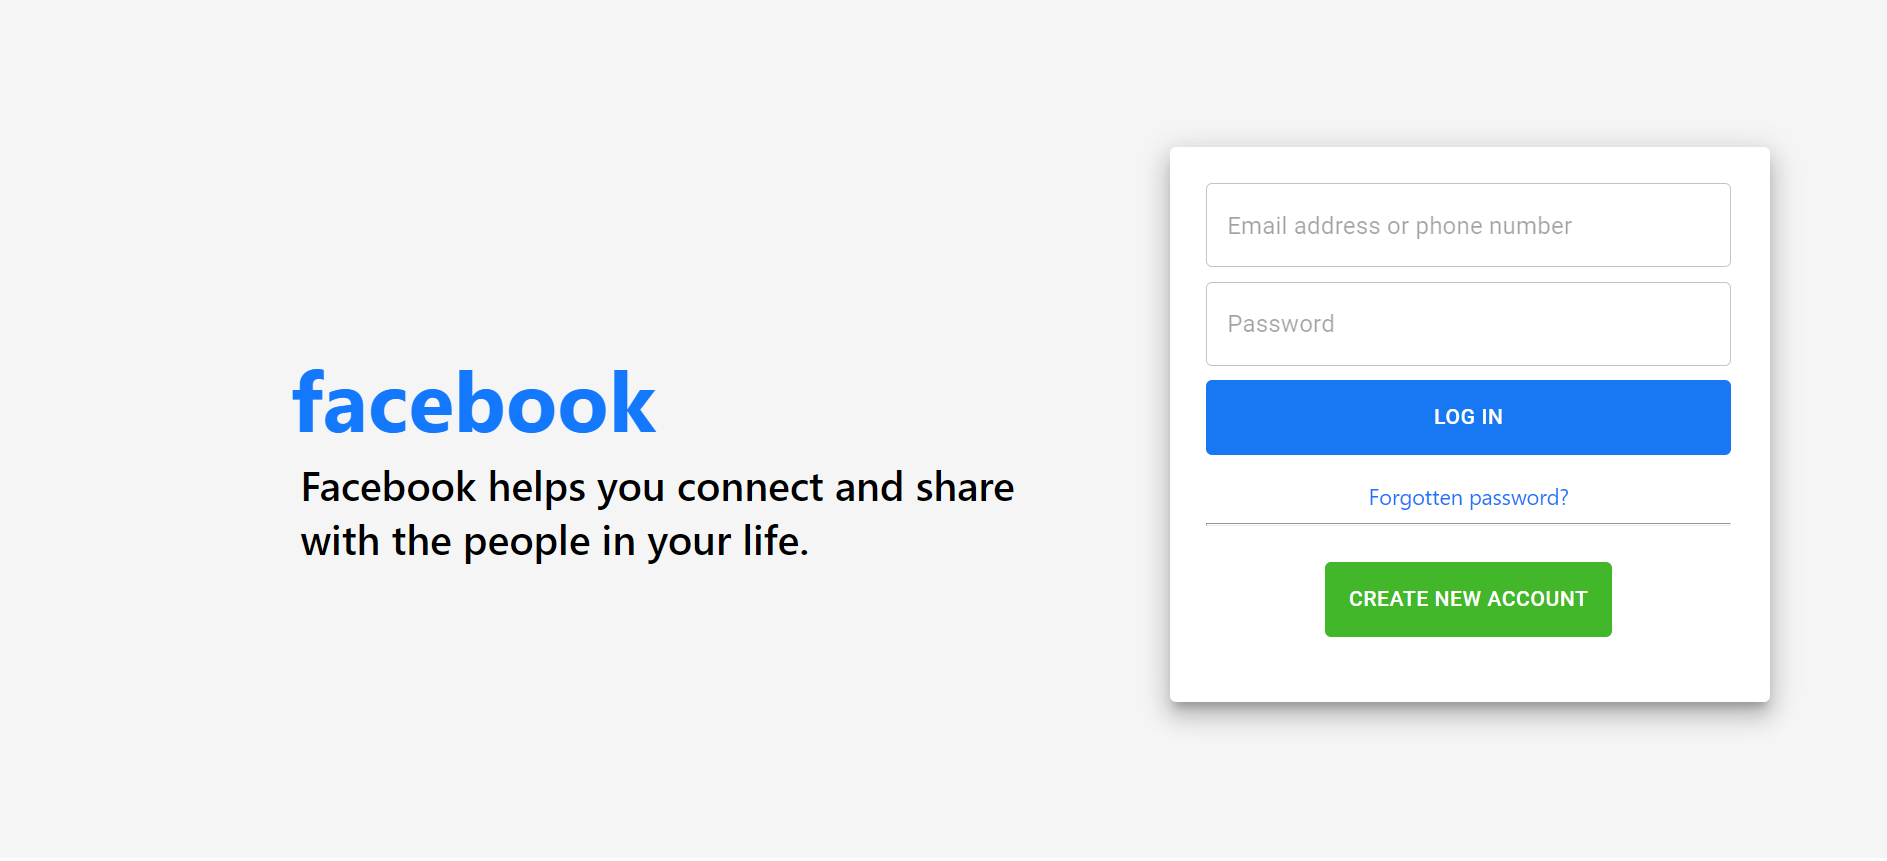 facebook
Facebook helps you connect and share
with the people in your life.
Email address or phone number
Password
LOG IN
Forgotten password?
CREATE NEW ACCOUNT